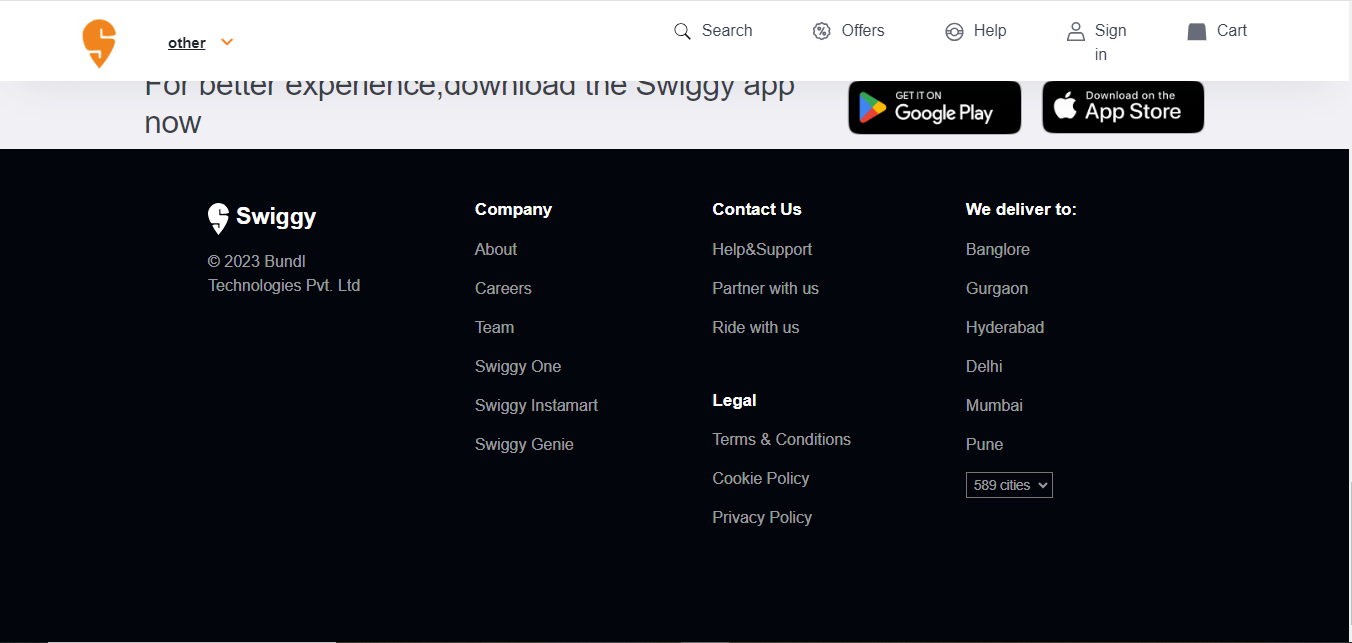 other
Search
Offers
Help
Sign
in
Cart
For better experience,download the Swiggy app
now
GET IT ON
Google Play
Download on the
App Store
Swiggy
© 2023 Bundl
Technologies Pvt. Ltd
Company
About
Careers
Team
Swiggy One
Swiggy Instamart
Swiggy Genie
Contact Us
Help&Support
Partner with us
Ride with us
Legal
Terms & Conditions
Cookie Policy
Privacy Policy
We deliver to:
Banglore
Gurgaon
Hyderabad
Delhi
Mumbai
Pune
589 cities